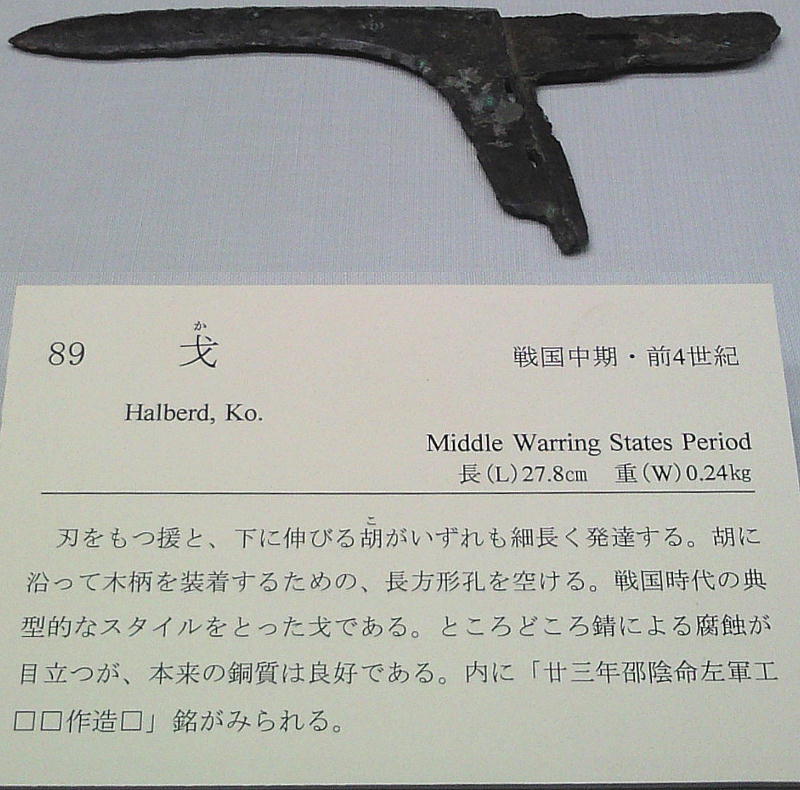 か
89 戈 戦国中期・前4世紀
Halberd, Ko.
Middle Warring States Period
長(L)27.8cm 重(W)0.24kg
こ
刃をもつ援と、下に伸びる胡がいずれも細長く発達する。胡に
沿って木柄を装着するための、長方形孔を空ける。戦国時代の典
型的なスタイルをとった戈である。ところどころ錆による腐蝕が
目立つが、本来の銅質は良好である。内に「廿三年邵陰命左軍工
□□作造□」銘がみられる。